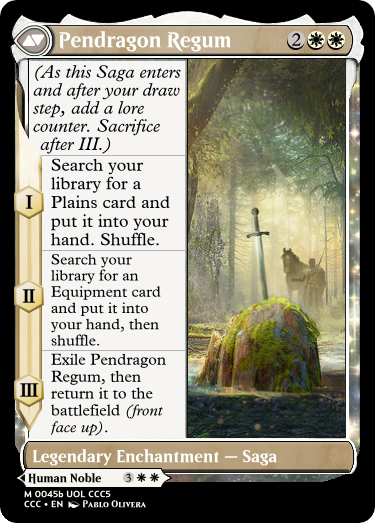 Pendragon Regum 2
(As this Saga enters
and after your draw
step, add a lore
counter. Sacrifice
after III.)
I
Search your
library for a
Plains card and
put it into your
hand. Shuffle.
II
Search your
library for an
Equipment card
and put it into
your hand, then
shuffle.
III
Exile Pendragon
Regum, then
return it to the
battlefield (front
face up).
Legendary Enchantment — Saga
Human Noble 3
M 0045b UOL CCC5
CCC • EN Pablo Olivera